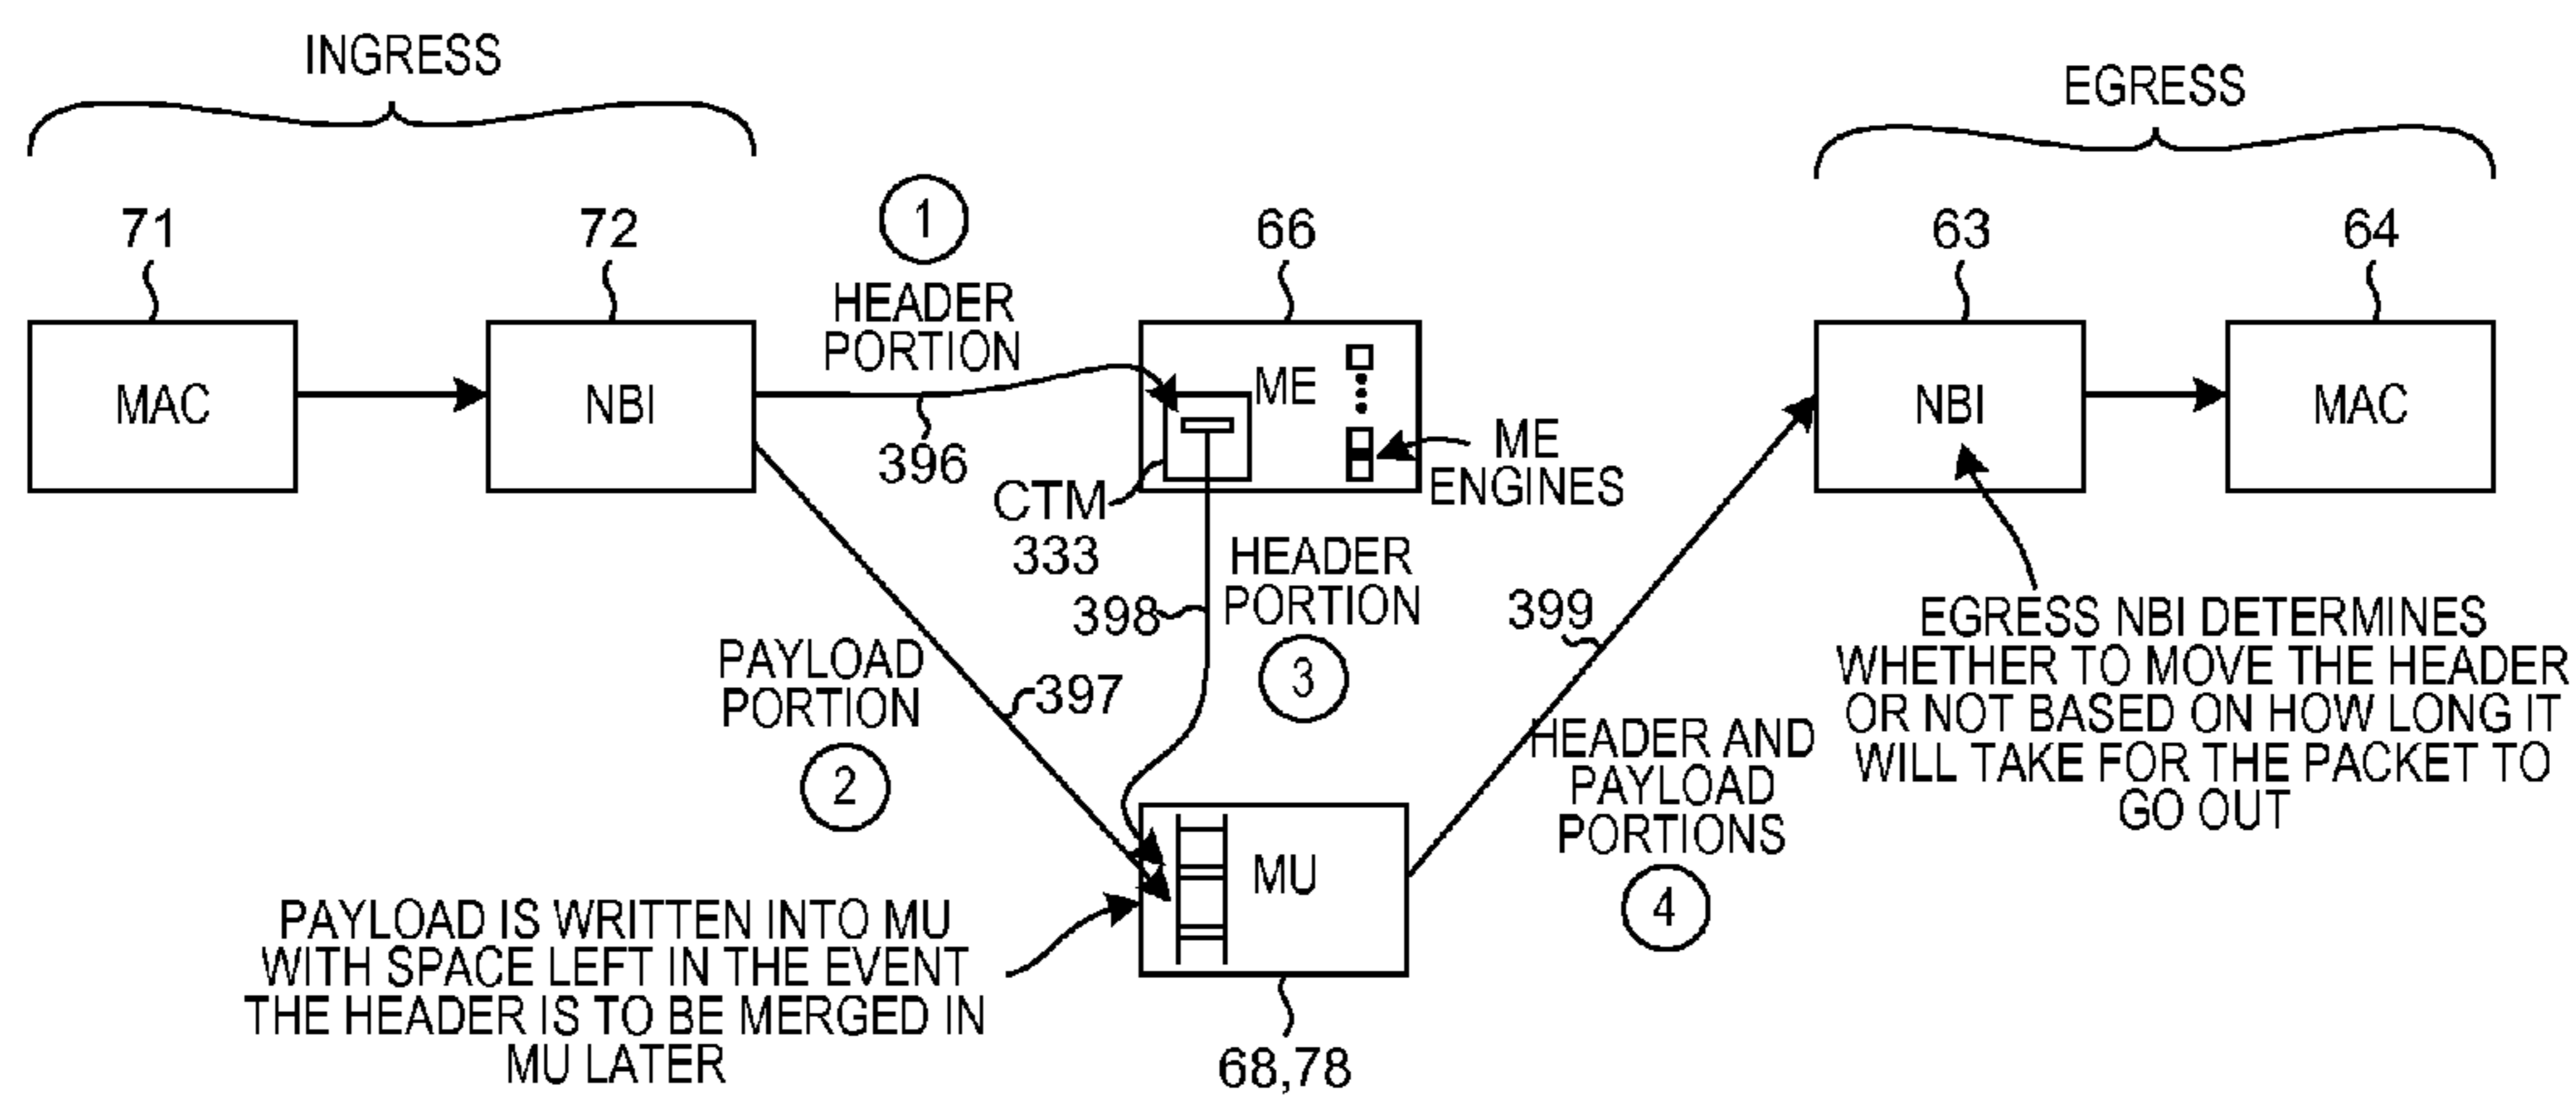 INGRESS
EGRESS
71
72
1
66
63
64
HEADER
PORTION
MAC
NBI
ME
NBI
MAC
396
CTM
333
ME
ENGINES
HEADER
PORTION
3
398
399
PAYLOAD
PORTION
2
397
EGRESS NBI DETERMINES
WHETHER TO MOVE THE HEADER
OR NOT BASED ON HOW LONG IT
WILL TAKE FOR THE PACKET TO
GO OUT
HEADER AND
PAYLOAD
PORTIONS
4
MU
PAYLOAD IS WRITTEN INTO MU
WITH SPACE LEFT IN THE EVENT
THE HEADER IS TO BE MERGED IN
MU LATER
68,78